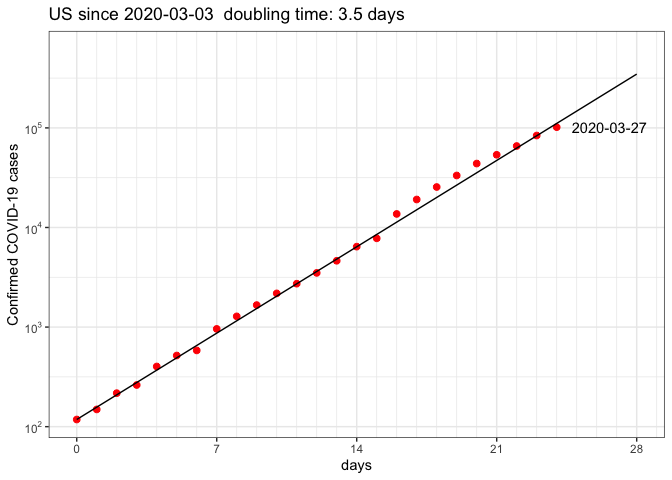 US since 2020-03-03  doubling time: 3.5 days
Confirmed COVID-19 cases
10^5
10^4
10^3
10^2
2020-03-27
0 7 14 21 28
days